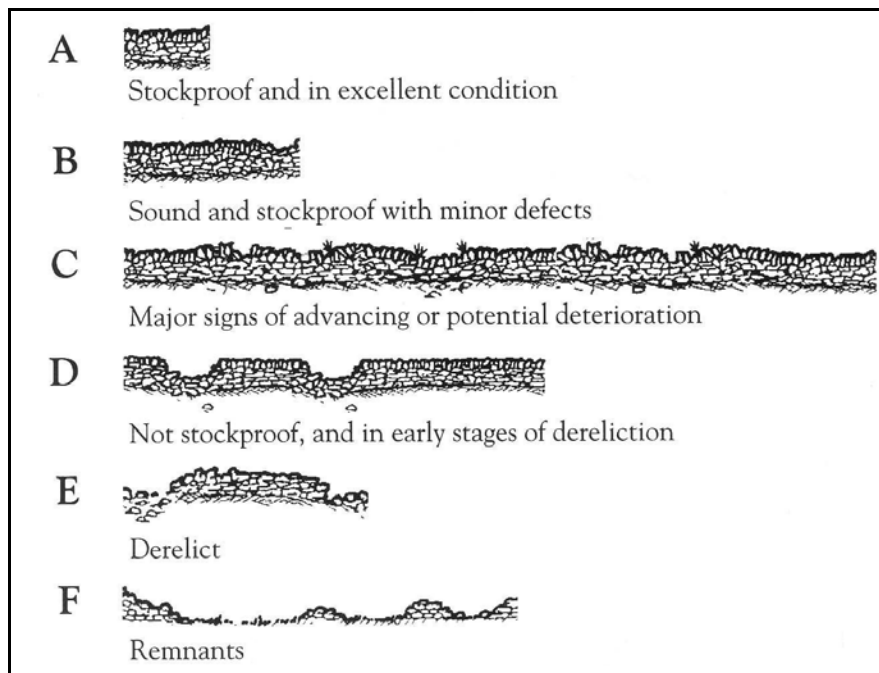 A
Stockproof and in excellent condition
B
Sound and stockproof with minor defects
C
Major signs of advancing or potential deterioration
D
Not stockproof, and in early stages of dereliction
E
Derelict
F
Remnants